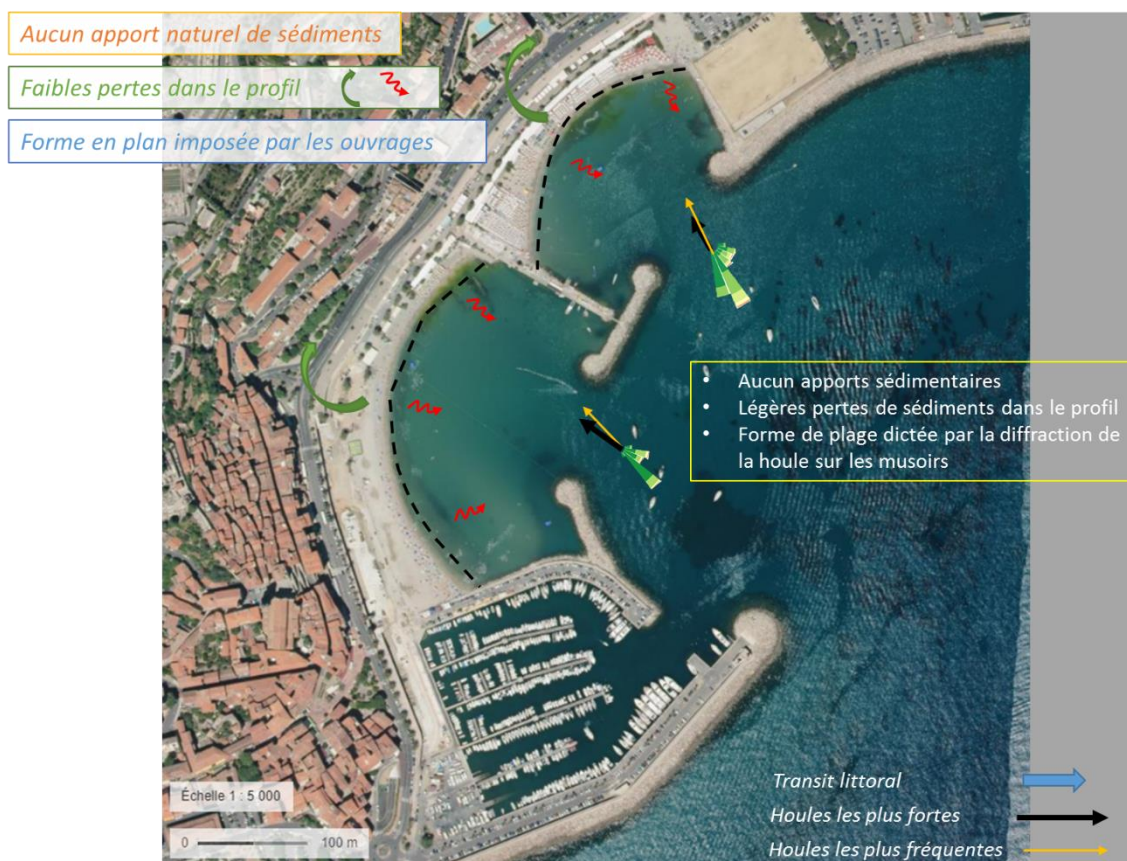 Aucun apport naturel de sédiments
Faibles pertes dans le profil
Forme en plan imposée par les ouvrages
• Aucun apports sédimentaires
• Légères pertes de sédiments dans le profil
• Forme de plage dictée par la diffraction de
la houle sur les musoirs
Transit littoral
Houles les plus fortes
Houles les plus fréquentes
Échelle 1 : 5 000
0 100 m